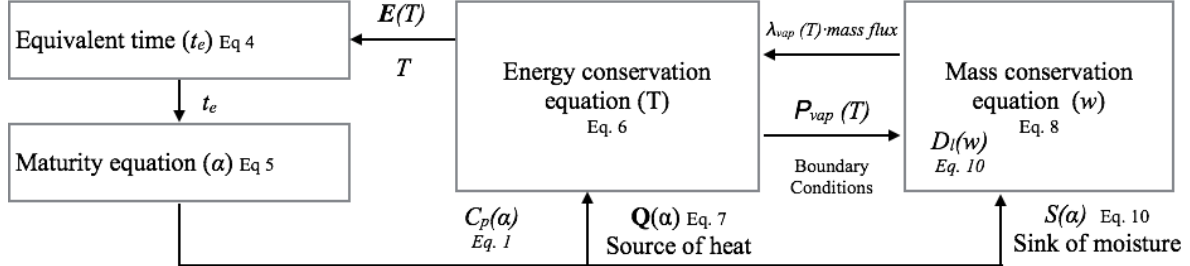 Equivalent time (tₑ) Eq 4
tₑ
Maturity equation (α) Eq 5
E(T)
T
Energy conservation
equation (T)
Eq. 6
λvap (T)·mass flux
Pvap (T)
Boundary
Conditions
Mass conservation
equation (w)
Eq. 8
Dl(w)
Eq. 10
Cp(α)
Eq. 1
Q(α) Eq. 7
Source of heat
S(α) Eq. 10
Sink of moisture